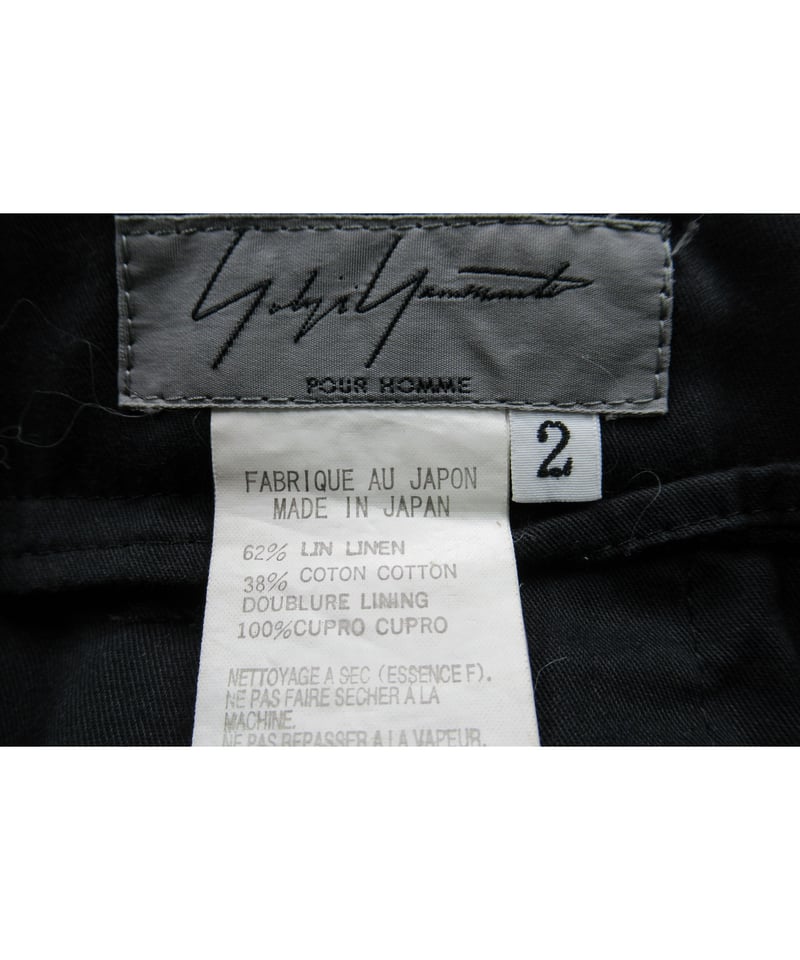 Yohji Yamamoto
POUR HOMME
2
FABRIQUE AU JAPON
MADE IN JAPAN
62% LIN LINEN
38% COTON COTTON
DOUBLURE LINING
100%CUPRO CUPRO
NETTOYAGE A SEC (ESSENCE F).
NE PAS FAIRE SECHER A LA
MACHINE.
NE PAS REPASSER A LA VAPEUR.